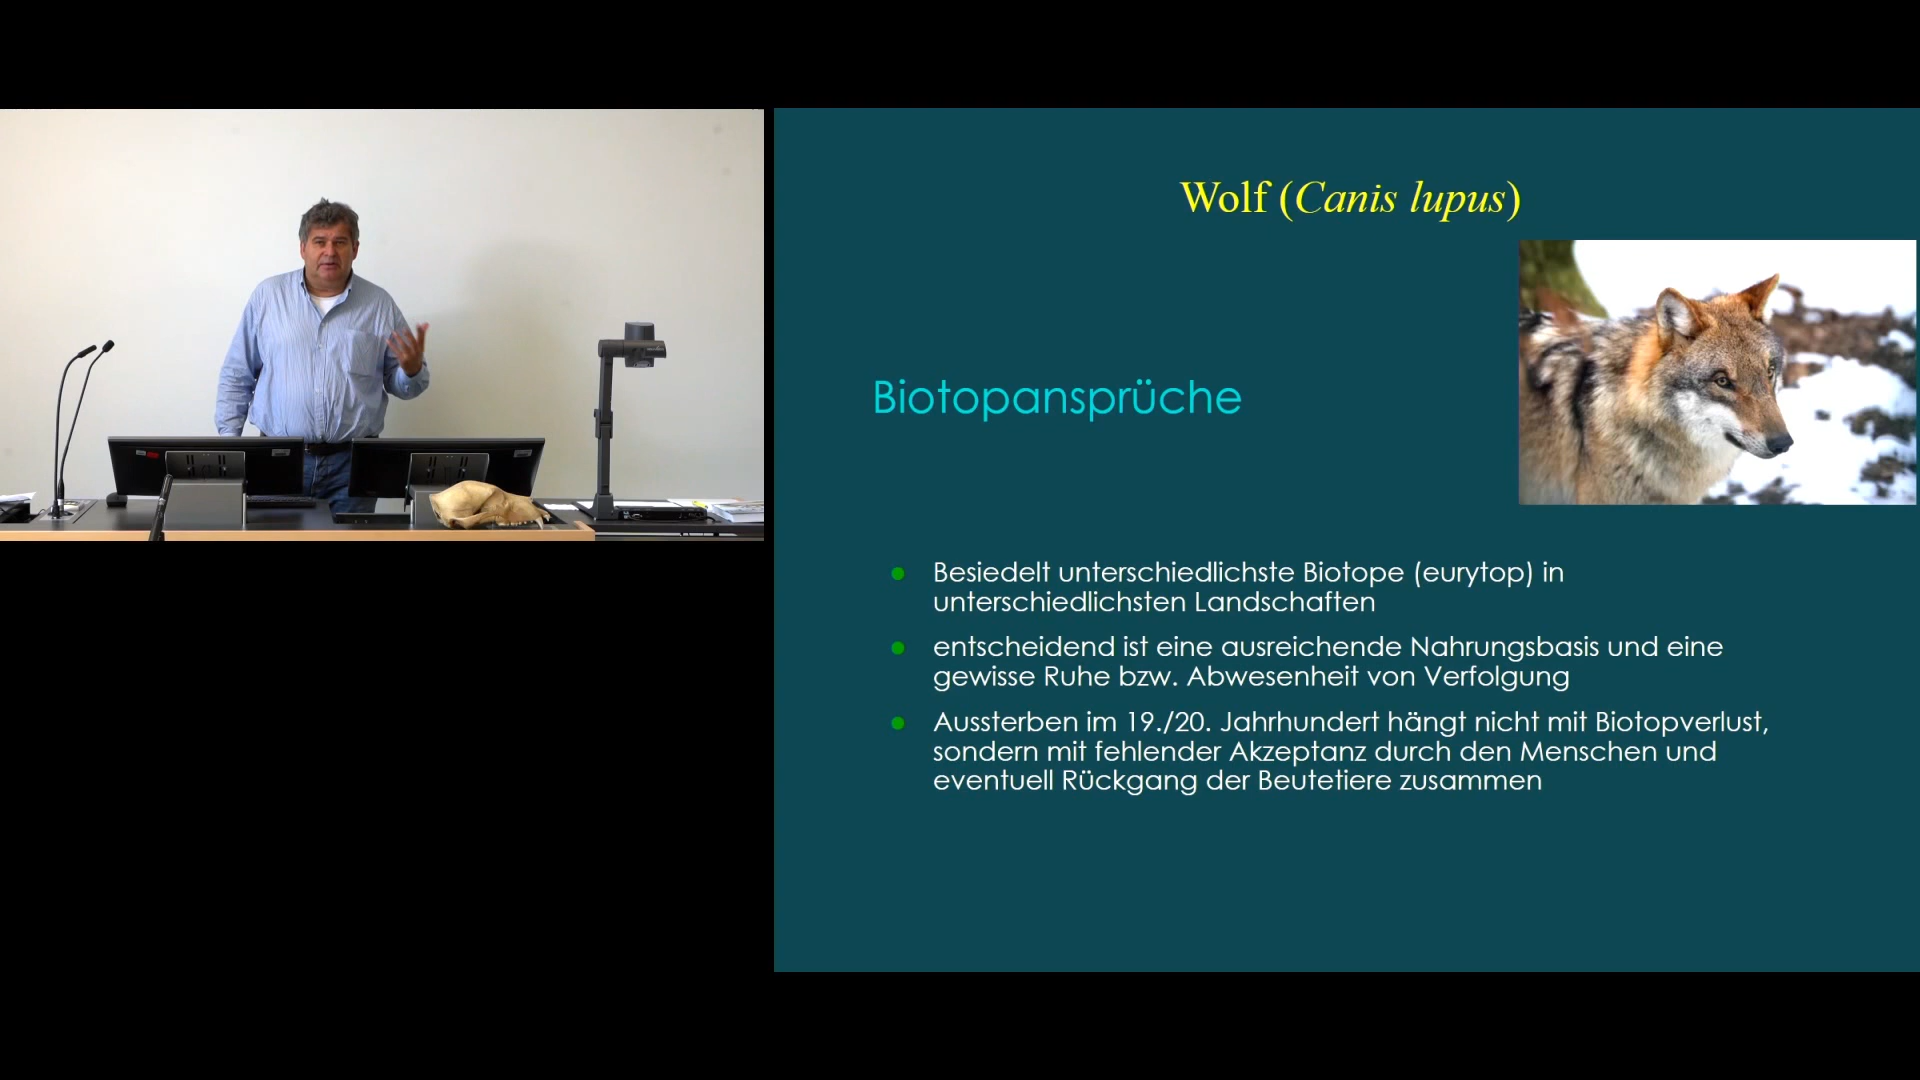 Wolf (Canis lupus)
Biotopansprüche
Besiedelt unterschiedlichste Biotope (eurytop) in
unterschiedlichsten Landschaften
entscheidend ist eine ausreichende Nahrungsbasis und eine
gewisse Ruhe bzw. Abwesenheit von Verfolgung
Aussterben im 19./20. Jahrhundert hängt nicht mit Biotopverlust,
sondern mit fehlender Akzeptanz durch den Menschen und
eventuell Rückgang der Beutetiere zusammen